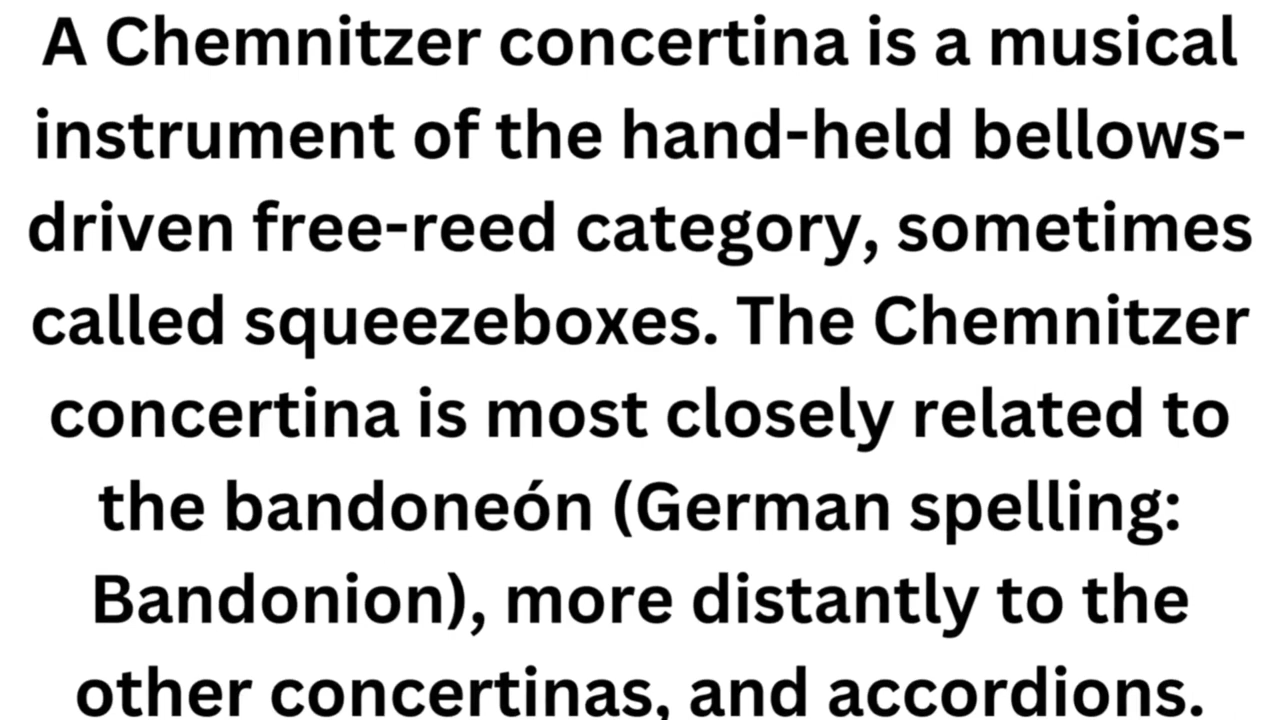 A Chemnitzer concertina is a musical
instrument of the hand-held bellows-
driven free-reed category, sometimes
called squeezeboxes. The Chemnitzer
concertina is most closely related to
the bandoneón (German spelling:
Bandonion), more distantly to the
other concertinas, and accordions.